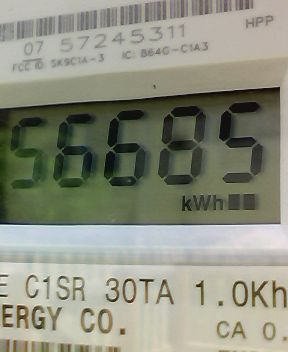 HPP
07 57245311
FCC ID: SK9C1A-3 IC: 864G-C1A3
56685
kWh
E C1SR 30TA 1.0Kh
ERGY CO. CA 0.